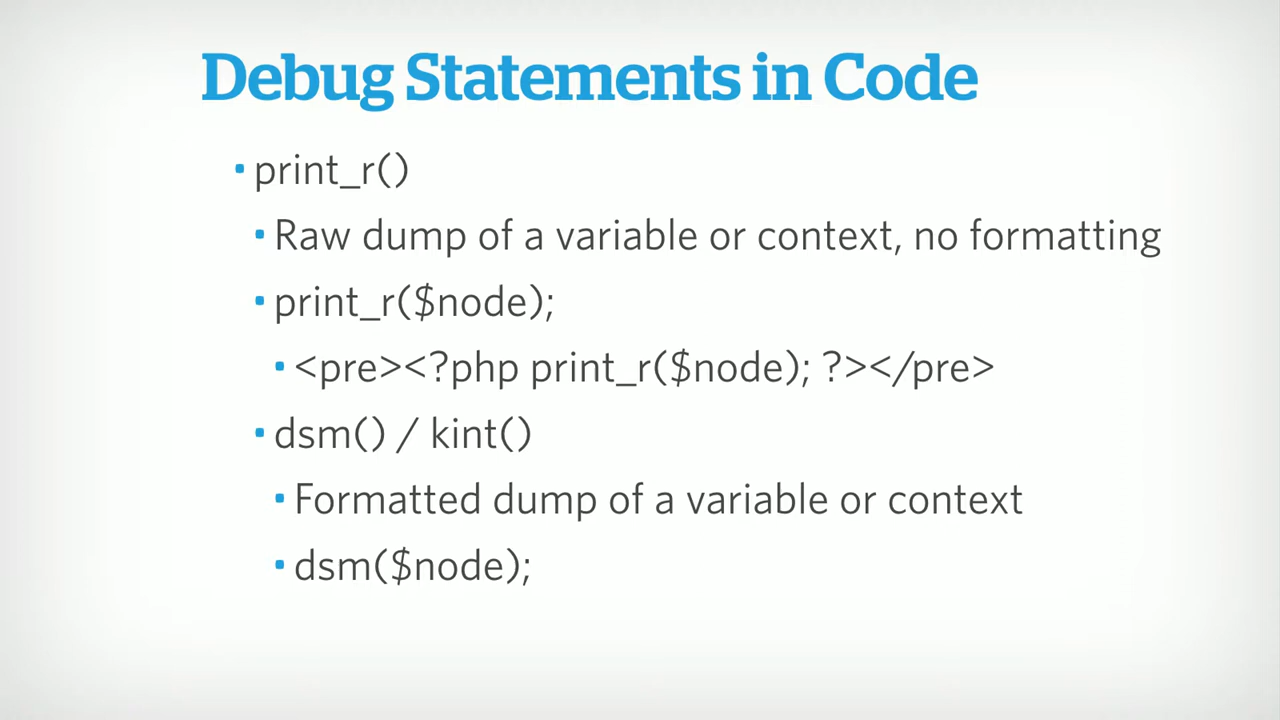 Debug Statements in Code
print_r()
Raw dump of a variable or context, no formatting
print_r($node);
<pre><?php print_r($node); ?></pre>
dsm() / kint()
Formatted dump of a variable or context
dsm($node);